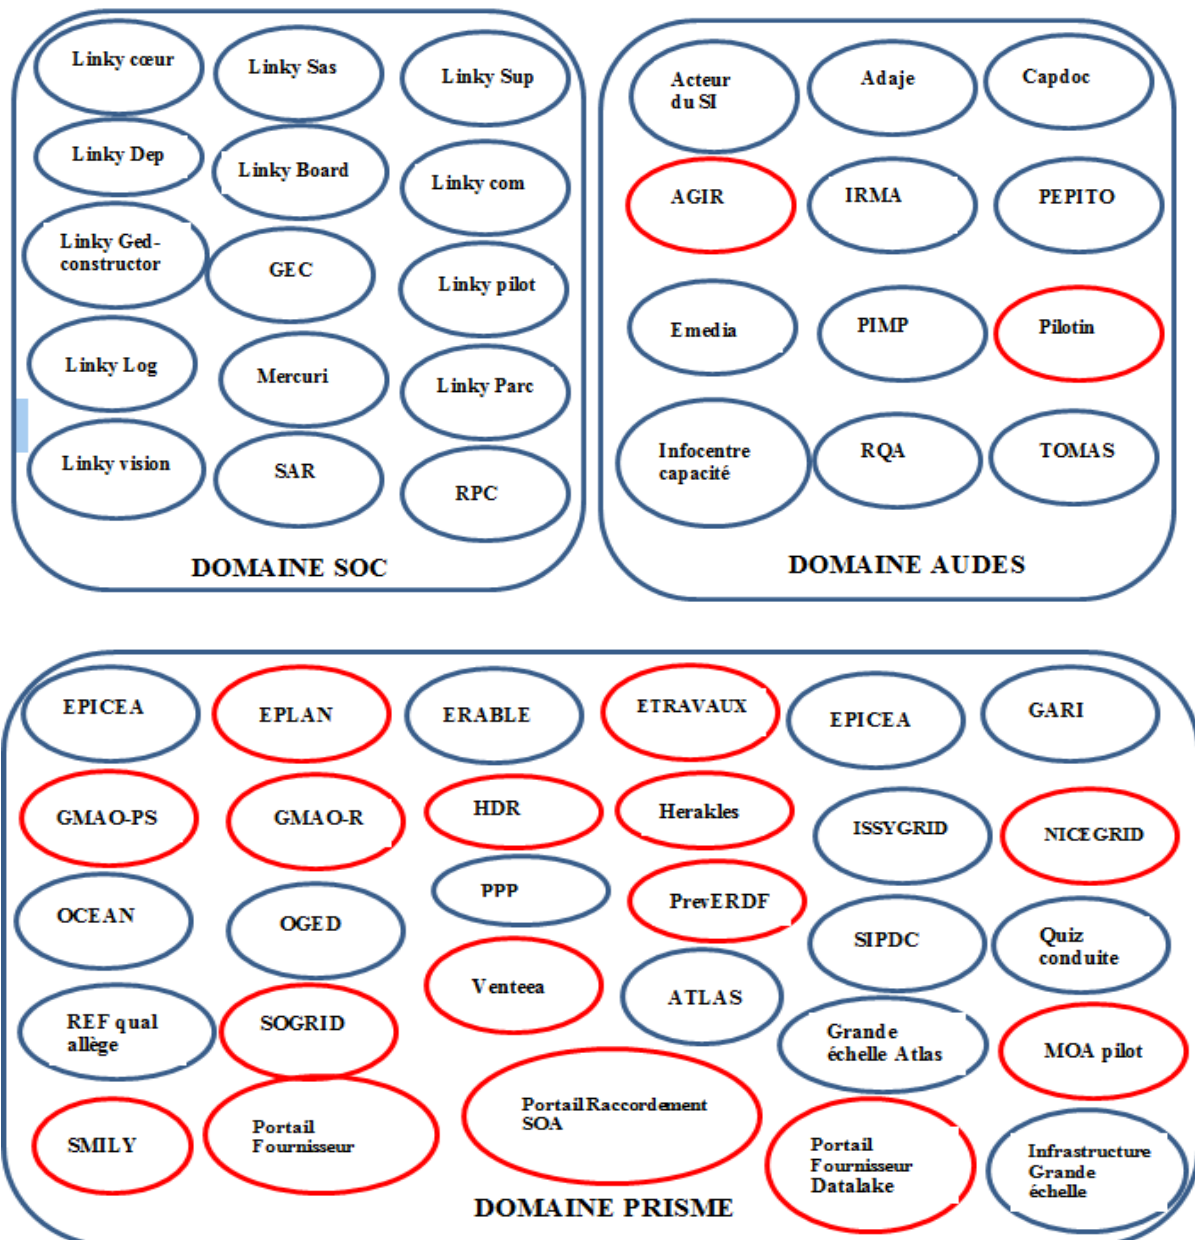 Linky cœur
Linky Sas
Linky Sup
Linky Dep
Linky Board
Linky com
Linky Ged-
constructor
GEC
Linky pilot
Linky Log
Mercuri
Linky Parc
Linky vision
SAR
RPC
DOMAINE SOC
Acteur
du SI
Adaje
Capdoc
AGIR
IRMA
PEPITO
Emedia
PIMP
Pilotin
Infocentre
capacité
RQA
TOMAS
DOMAINE AUDES
EPICEA
EPLAN
ERABLE
ETRAVAUX
EPICEA
GARI
GMAO-PS
GMAO-R
HDR
Herakles
ISSYGRID
NICEGRID
OCEAN
OGED
PPP
PrevERDF
SIPDC
Quiz
conduite
REF qual
allège
SOGRID
Venteea
ATLAS
Grande
échelle Atlas
MOA pilot
SMILY
Portail
Fournisseur
Portail Raccordement
SOA
Portail
Fournisseur
Datalake
Infrastructure
Grande
échelle
DOMAINE PRISME